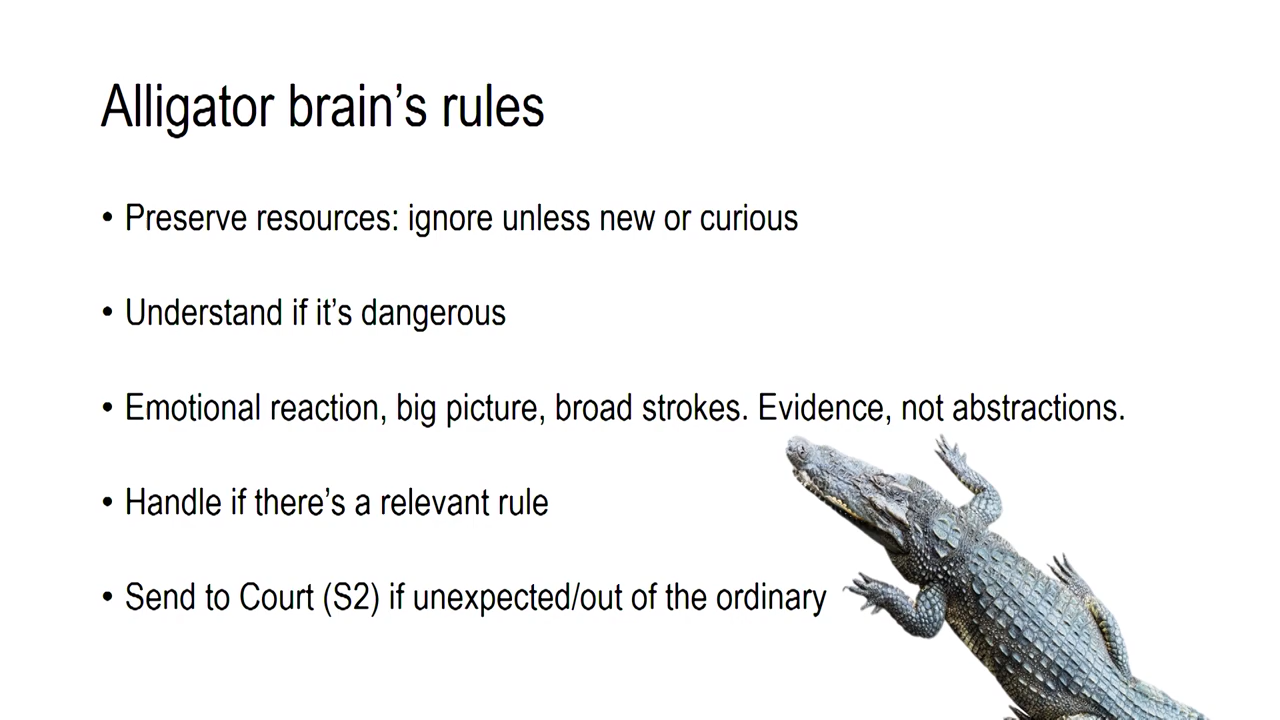 Alligator brain’s rules
• Preserve resources: ignore unless new or curious
• Understand if it’s dangerous
• Emotional reaction, big picture, broad strokes. Evidence, not abstractions.
• Handle if there’s a relevant rule
• Send to Court (S2) if unexpected/out of the ordinary